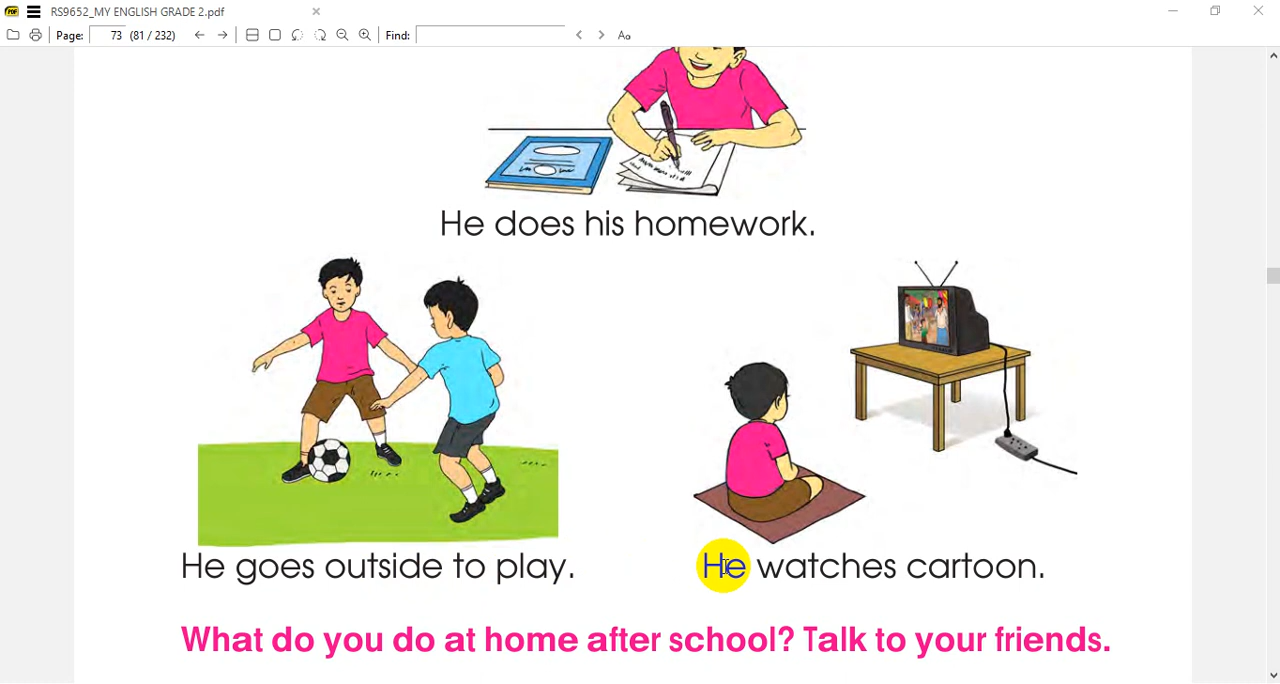 RS9652_MY ENGLISH GRADE 2.pdf
Page: 73 (81 / 232) Find:
He does his homework.
He goes outside to play. He watches cartoon.
What do you do at home after school? Talk to your friends.